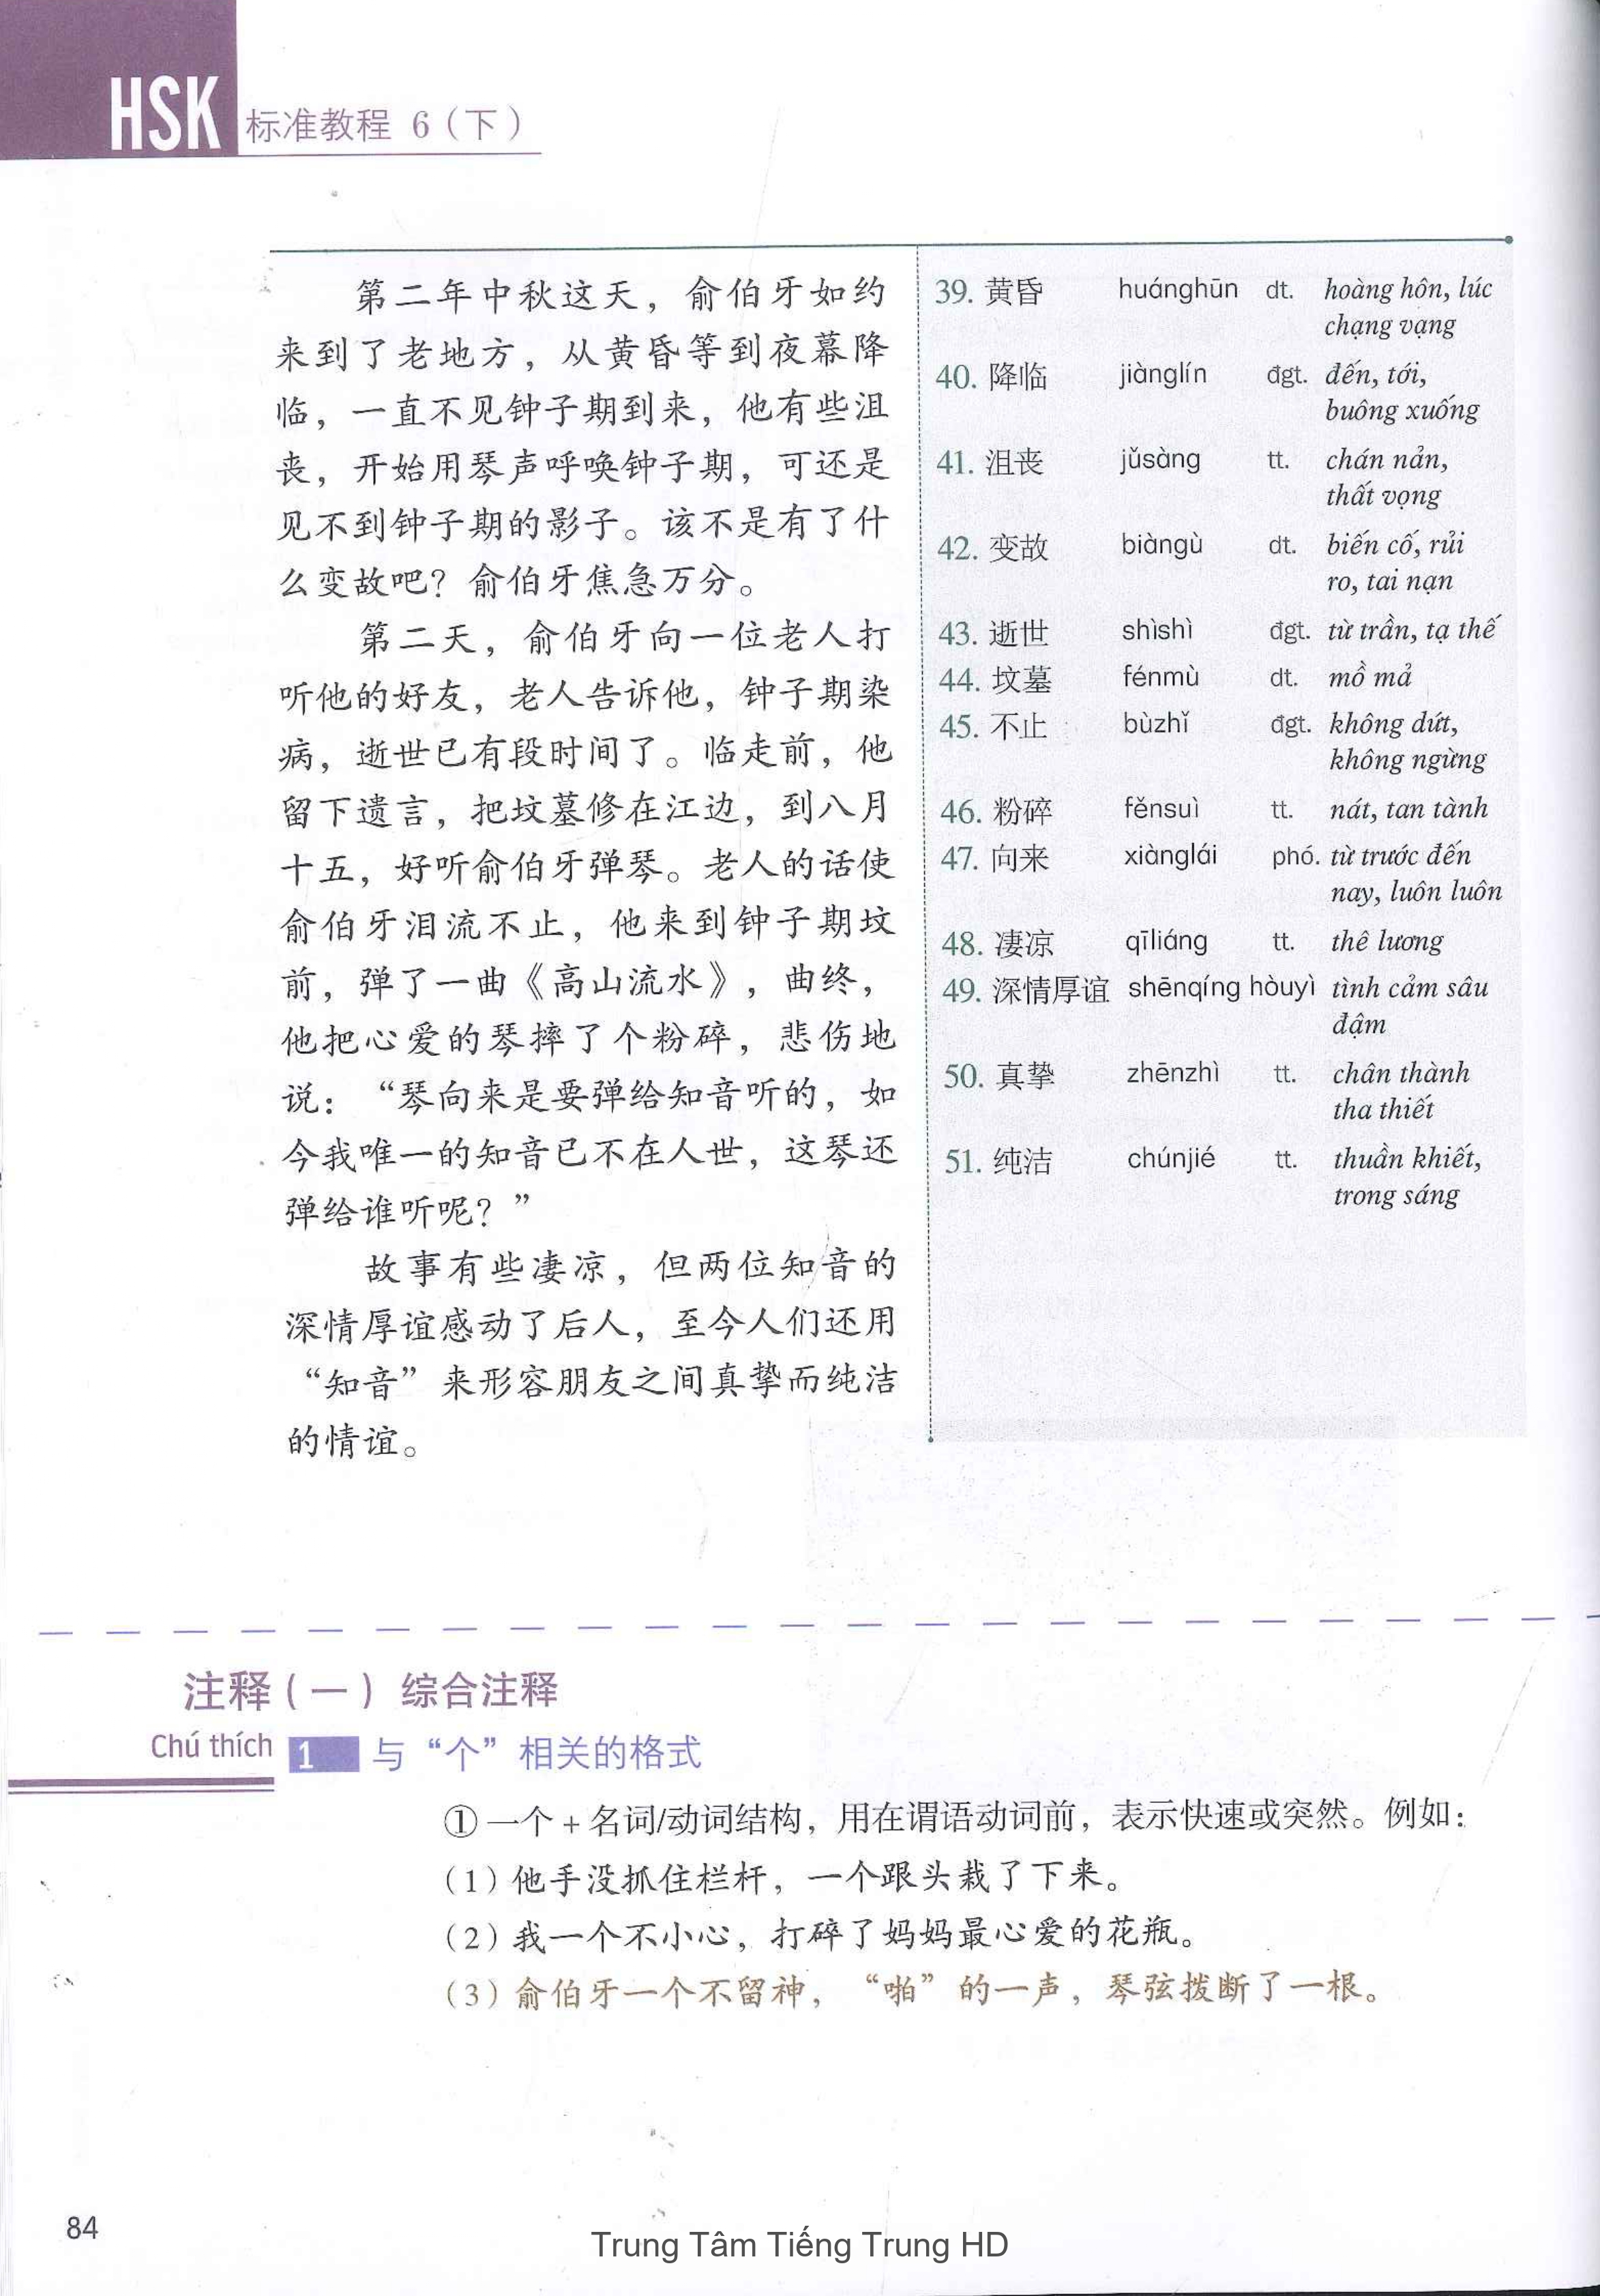 HSK 标准教程 6（下）
第二年中秋这天，俞伯牙如约
来到了老地方，从黄昏等到夜幕降
临，一直不见钟子期到来，他有些沮
丧，开始用琴声呼唤钟子期，可还是
见不到钟子期的影子。该不是有了什
么变故吧？俞伯牙焦急万分。
第二天，俞伯牙向一位老人打
听他的好友，老人告诉他，钟子期染
病，逝世已有段时间了。临走前，他
留下遗言，把坟墓修在江边，到八月
十五，好听俞伯牙弹琴。老人的话使
俞伯牙泪流不止，他来到钟子期坟
前，弹了一曲《高山流水》，曲终，
他把心爱的琴摔了个粉碎，悲伤地
说：“琴向来是要弹给知音听的，如
今我唯一的知音已不在人世，这琴还
弹给谁听呢？”
故事有些凄凉，但两位知音的
深情厚谊感动了后人，至今人们还用
“知音”来形容朋友之间真挚而纯洁
的情谊。
39. 黄昏 huánghūn dt. hoàng hôn, lúc
chạng vạng
40. 降临 jiànglín đgt. đến, tới,
buông xuống
41. 沮丧 jǔsàng tt. chán nản,
thất vọng
42. 变故 biàngù dt. biến cố, rủi
ro, tai nạn
43. 逝世 shìshì đgt. từ trần, tạ thế
44. 坟墓 fénmù dt. mồ mả
45. 不止 bùzhǐ đgt. không dứt,
không ngừng
46. 粉碎 fěnsuì tt. nát, tan tành
47. 向来 xiànglái phó. từ trước đến
nay, luôn luôn
48. 凄凉 qīliáng tt. thê lương
49. 深情厚谊 shēnqíng hòuyì tình cảm sâu
đậm
50. 真挚 zhēnzhì tt. chân thành
tha thiết
51. 纯洁 chúnjié tt. thuần khiết,
trong sáng
注释（一）综合注释
Chú thích
1 与“个”相关的格式
①一个 + 名词/动词结构，用在谓语动词前，表示快速或突然。例如：
（1）他手没抓住栏杆，一个跟头栽了下来。
（2）我一个不小心，打碎了妈妈最心爱的花瓶。
（3）俞伯牙一个不留神，“啪”的一声，琴弦拨断了一根。
84
Trung Tâm Tiếng Trung HD